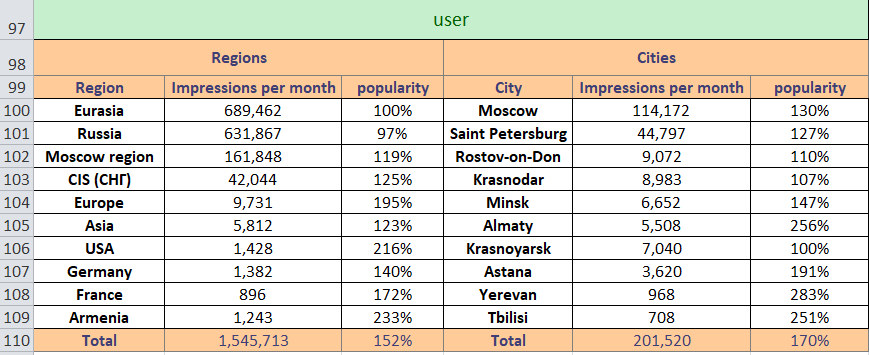 97 user
98 Regions Cities
99 Region Impressions per month popularity City Impressions per month popularity
100 Eurasia 689,462 100% Moscow 114,172 130%
101 Russia 631,867 97% Saint Petersburg 44,797 127%
102 Moscow region 161,848 119% Rostov-on-Don 9,072 110%
103 CIS (СНГ) 42,044 125% Krasnodar 8,983 107%
104 Europe 9,731 195% Minsk 6,652 147%
105 Asia 5,812 123% Almaty 5,508 256%
106 USA 1,428 216% Krasnoyarsk 7,040 100%
107 Germany 1,382 140% Astana 3,620 191%
108 France 896 172% Yerevan 968 283%
109 Armenia 1,243 233% Tbilisi 708 251%
110 Total 1,545,713 152% Total 201,520 170%